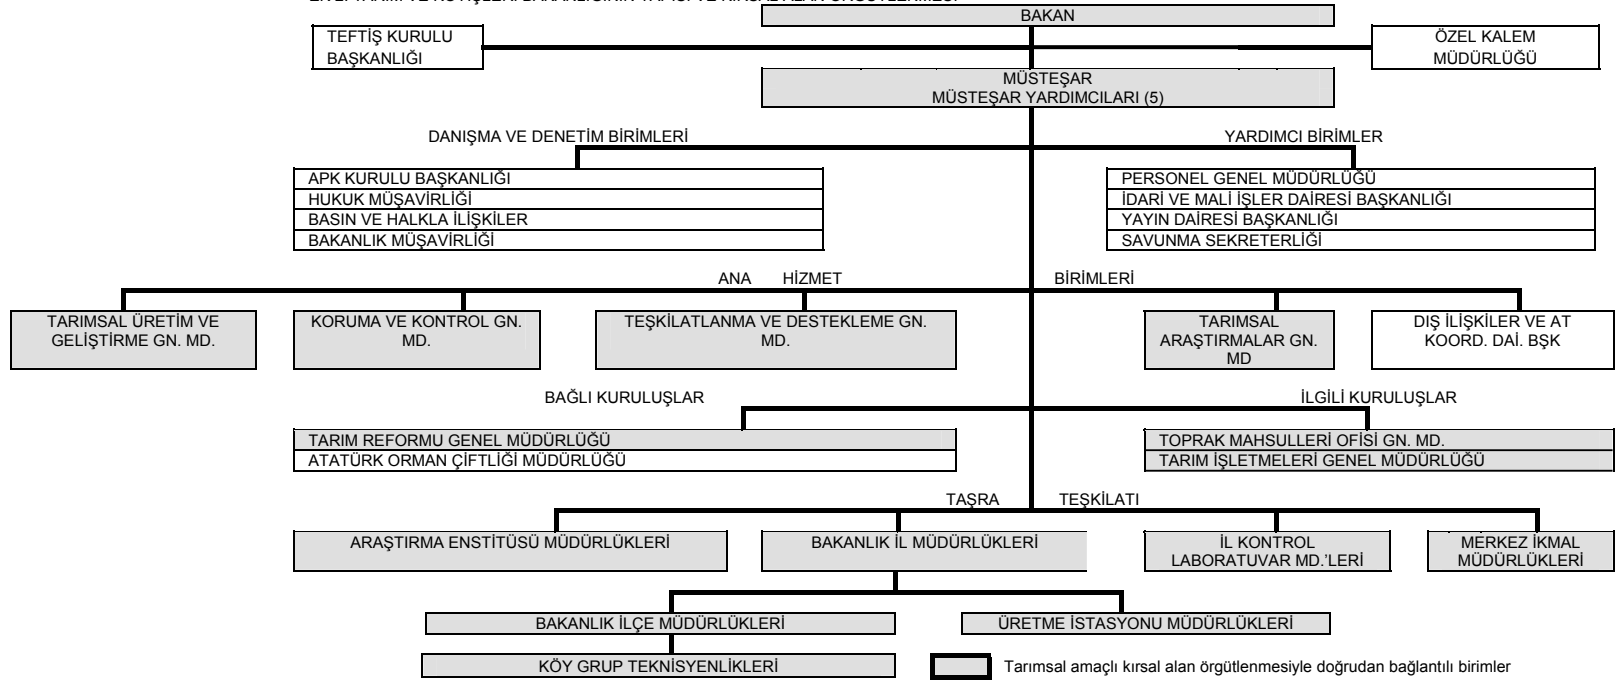 BAKAN
TEFTİŞ KURULU
BAŞKANLIĞI
ÖZEL KALEM
MÜDÜRLÜĞÜ
MÜSTEŞAR
MÜSTEŞAR YARDIMCILARI (5)
DANIŞMA VE DENETİM BİRİMLERİ
YARDIMCI BİRİMLER
APK KURULU BAŞKANLIĞI
HUKUK MÜŞAVİRLİĞİ
BASIN VE HALKLA İLİŞKİLER
BAKANLIK MÜŞAVİRLİĞİ
PERSONEL GENEL MÜDÜRLÜĞÜ
İDARİ VE MALİ İŞLER DAİRESİ BAŞKANLIĞI
YAYIN DAİRESİ BAŞKANLIĞI
SAVUNMA SEKRETERLİĞİ
ANA HİZMET BİRİMLERİ
TARIMSAL ÜRETİM VE
GELİŞTİRME GN. MD.
KORUMA VE KONTROL GN.
MD.
TEŞKİLATLANMA VE DESTEKLEME GN.
MD.
TARIMSAL
ARAŞTIRMALAR GN.
MD
DIŞ İLİŞKİLER VE AT
KOORD. DAİ. BŞK
BAĞLI KURULUŞLAR
İLGİLİ KURULUŞLAR
TARIM REFORMU GENEL MÜDÜRLÜĞÜ
ATATÜRK ORMAN ÇİFTLİĞİ MÜDÜRLÜĞÜ
TOPRAK MAHSULLERİ OFİSİ GN. MD.
TARIM İŞLETMELERİ GENEL MÜDÜRLÜĞÜ
TAŞRA TEŞKİLATI
ARAŞTIRMA ENSTİTÜSÜ MÜDÜRLÜKLERİ
BAKANLIK İL MÜDÜRLÜKLERİ
İL KONTROL
LABORATUVAR MD.'LERİ
MERKEZ İKMAL
MÜDÜRLÜKLERİ
BAKANLIK İLÇE MÜDÜRLÜKLERİ
ÜRETME İSTASYONU MÜDÜRLÜKLERİ
KÖY GRUP TEKNİSYENLİKLERİ
Tarımsal amaçlı kırsal alan örgütlenmesiyle doğrudan bağlantılı birimler